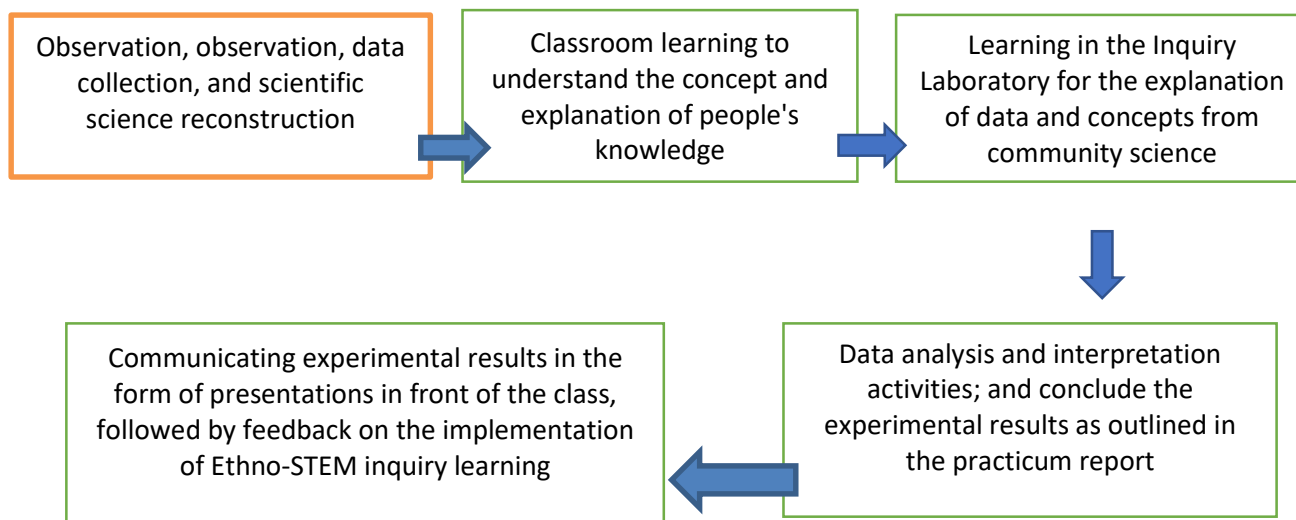 Observation, observation, data
collection, and scientific
science reconstruction
Classroom learning to
understand the concept and
explanation of people's
knowledge
Learning in the Inquiry
Laboratory for the explanation
of data and concepts from
community science
Data analysis and interpretation
activities; and conclude the
experimental results as outlined in
the practicum report
Communicating experimental results in the
form of presentations in front of the class,
followed by feedback on the implementation
of Ethno-STEM inquiry learning